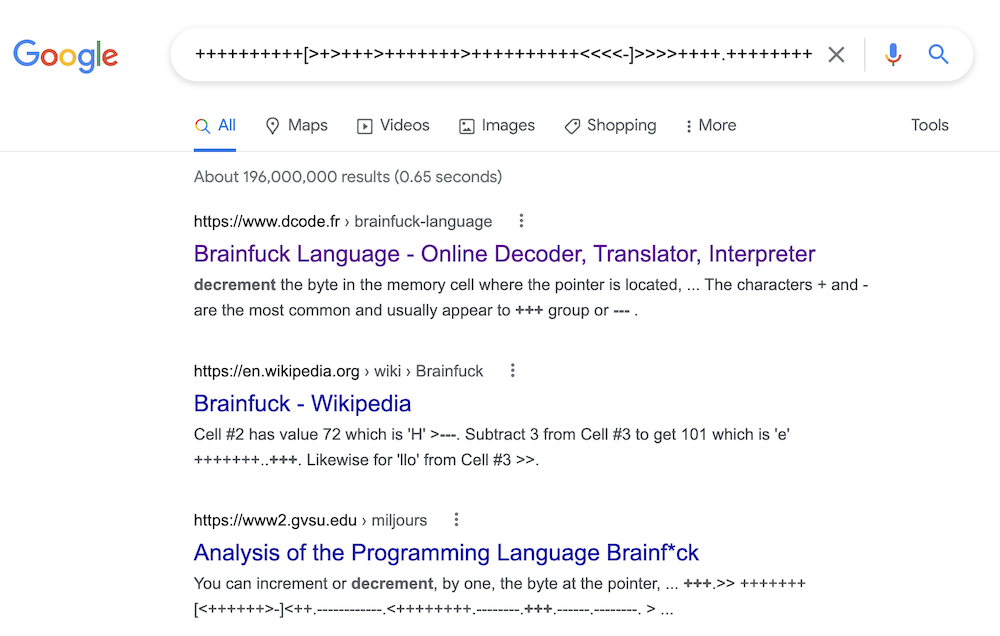 Google
++++++++++[>+>+++>+++++++>++++++++++<<<<-]>>>>++++.++++++++
All Maps Videos Images Shopping More Tools
About 196,000,000 results (0.65 seconds)
https://www.dcode.fr › brainfuck-language
Brainfuck Language - Online Decoder, Translator, Interpreter
decrement the byte in the memory cell where the pointer is located, ... The characters + and -
are the most common and usually appear to +++ group or --- .
https://en.wikipedia.org › wiki › Brainfuck
Brainfuck - Wikipedia
Cell #2 has value 72 which is 'H' >---. Subtract 3 from Cell #3 to get 101 which is 'e'
+++++++..+++. Likewise for 'llo' from Cell #3 >>.
https://www2.gvsu.edu › miljours
Analysis of the Programming Language Brainf*ck
You can increment or decrement, by one, the byte at the pointer, ... +++.>> +++++++
[<++++++>-]<++.------------.<++++++++.--------.+++.------.--------. > ...